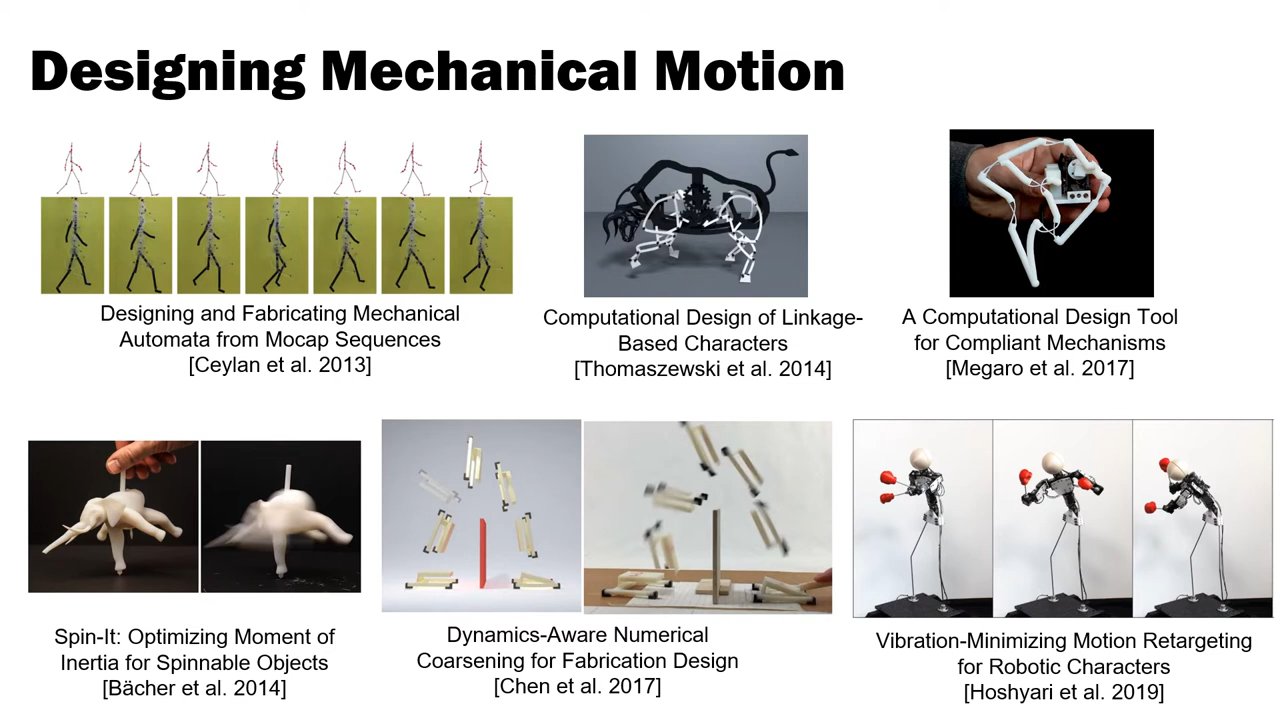 Designing Mechanical Motion
Designing and Fabricating Mechanical
Automata from Mocap Sequences
[Ceylan et al. 2013]
Computational Design of Linkage-
Based Characters
[Thomaszewski et al. 2014]
A Computational Design Tool
for Compliant Mechanisms
[Megaro et al. 2017]
Spin-It: Optimizing Moment of
Inertia for Spinnable Objects
[Bächer et al. 2014]
Dynamics-Aware Numerical
Coarsening for Fabrication Design
[Chen et al. 2017]
Vibration-Minimizing Motion Retargeting
for Robotic Characters
[Hoshyari et al. 2019]